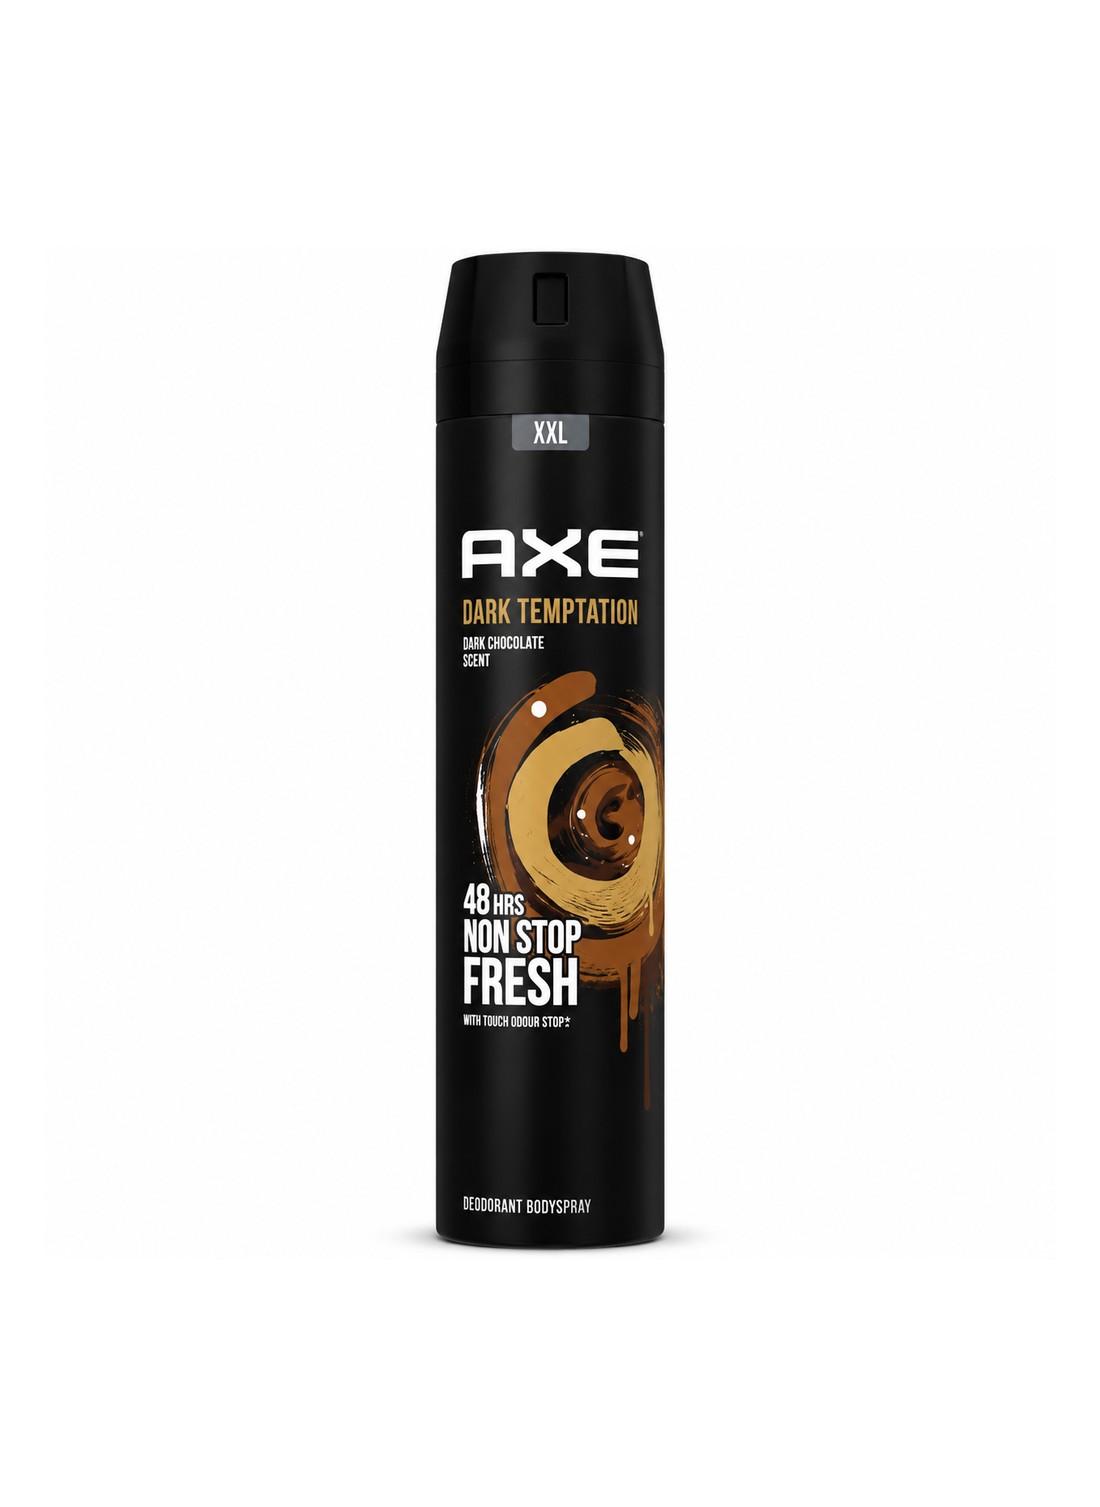 XXL
AXE
DARK TEMPTATION
DARK CHOCOLATE
SCENT
48 HRS
NON STOP
FRESH
WITH TOUCH ODOUR STOP*
DEODORANT BODYSPRAY